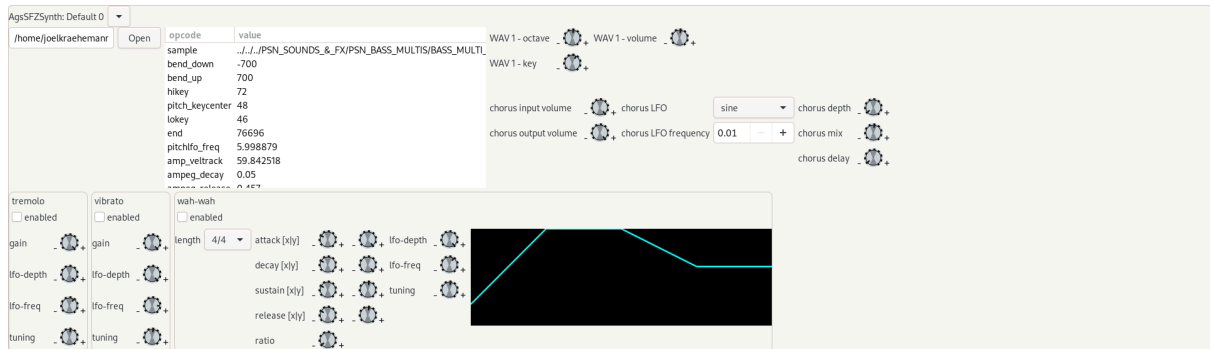 AgsSFZSynth: Default 0
/home/joelkraehemanr Open
opcode value
sample ../../../PSN_SOUNDS_&_FX/PSN_BASS_MULTIS/BASS_MULTI_
bend_down -700
bend_up 700
hikey 72
pitch_keycenter 48
lokey 46
end 76696
pitchlfo_freq 5.998879
amp_veltrack 59.842518
ampeg_decay 0.05
ampeg_release 0.457
WAV 1 - octave - + WAV 1 - volume - +
WAV 1 - key - +
chorus input volume - + chorus LFO sine chorus depth - +
chorus output volume - + chorus LFO frequency 0.01 - + chorus mix - +
chorus delay - +
tremolo
enabled
gain - +
lfo-depth - +
lfo-freq - +
tuning - +
vibrato
enabled
gain - +
lfo-depth - +
lfo-freq - +
tuning - +
wah-wah
enabled
length 4/4 attack [x|y] - + - + lfo-depth - +
decay [x|y] - + - + lfo-freq - +
sustain [x|y] - + - + tuning - +
release [x|y] - + - +
ratio - +